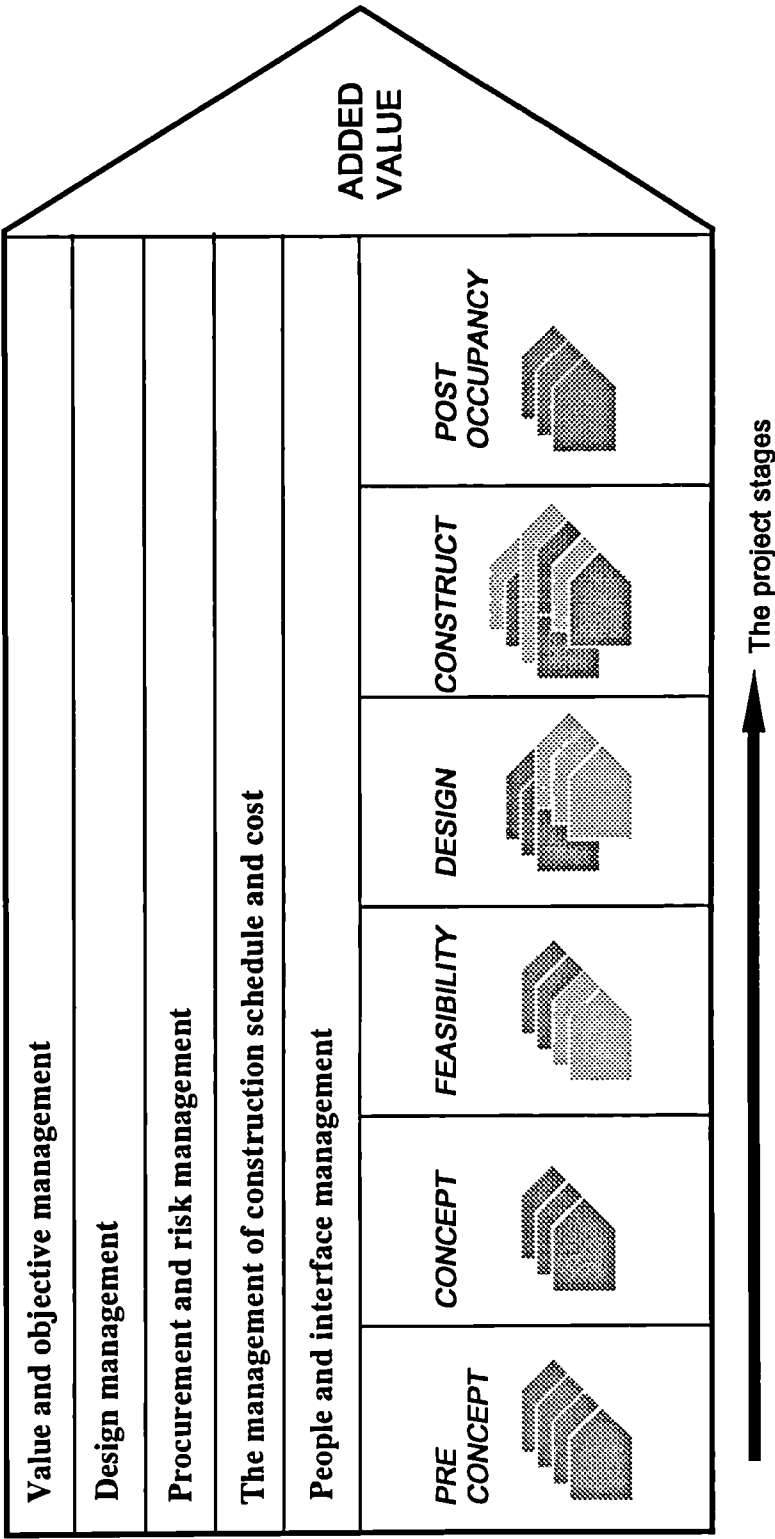 Value and objective management
Design management
Procurement and risk management
The management of construction schedule and cost
People and interface management
PRE
CONCEPT
CONCEPT
FEASIBILITY
DESIGN
CONSTRUCT
POST
OCCUPANCY
ADDED
VALUE
The project stages